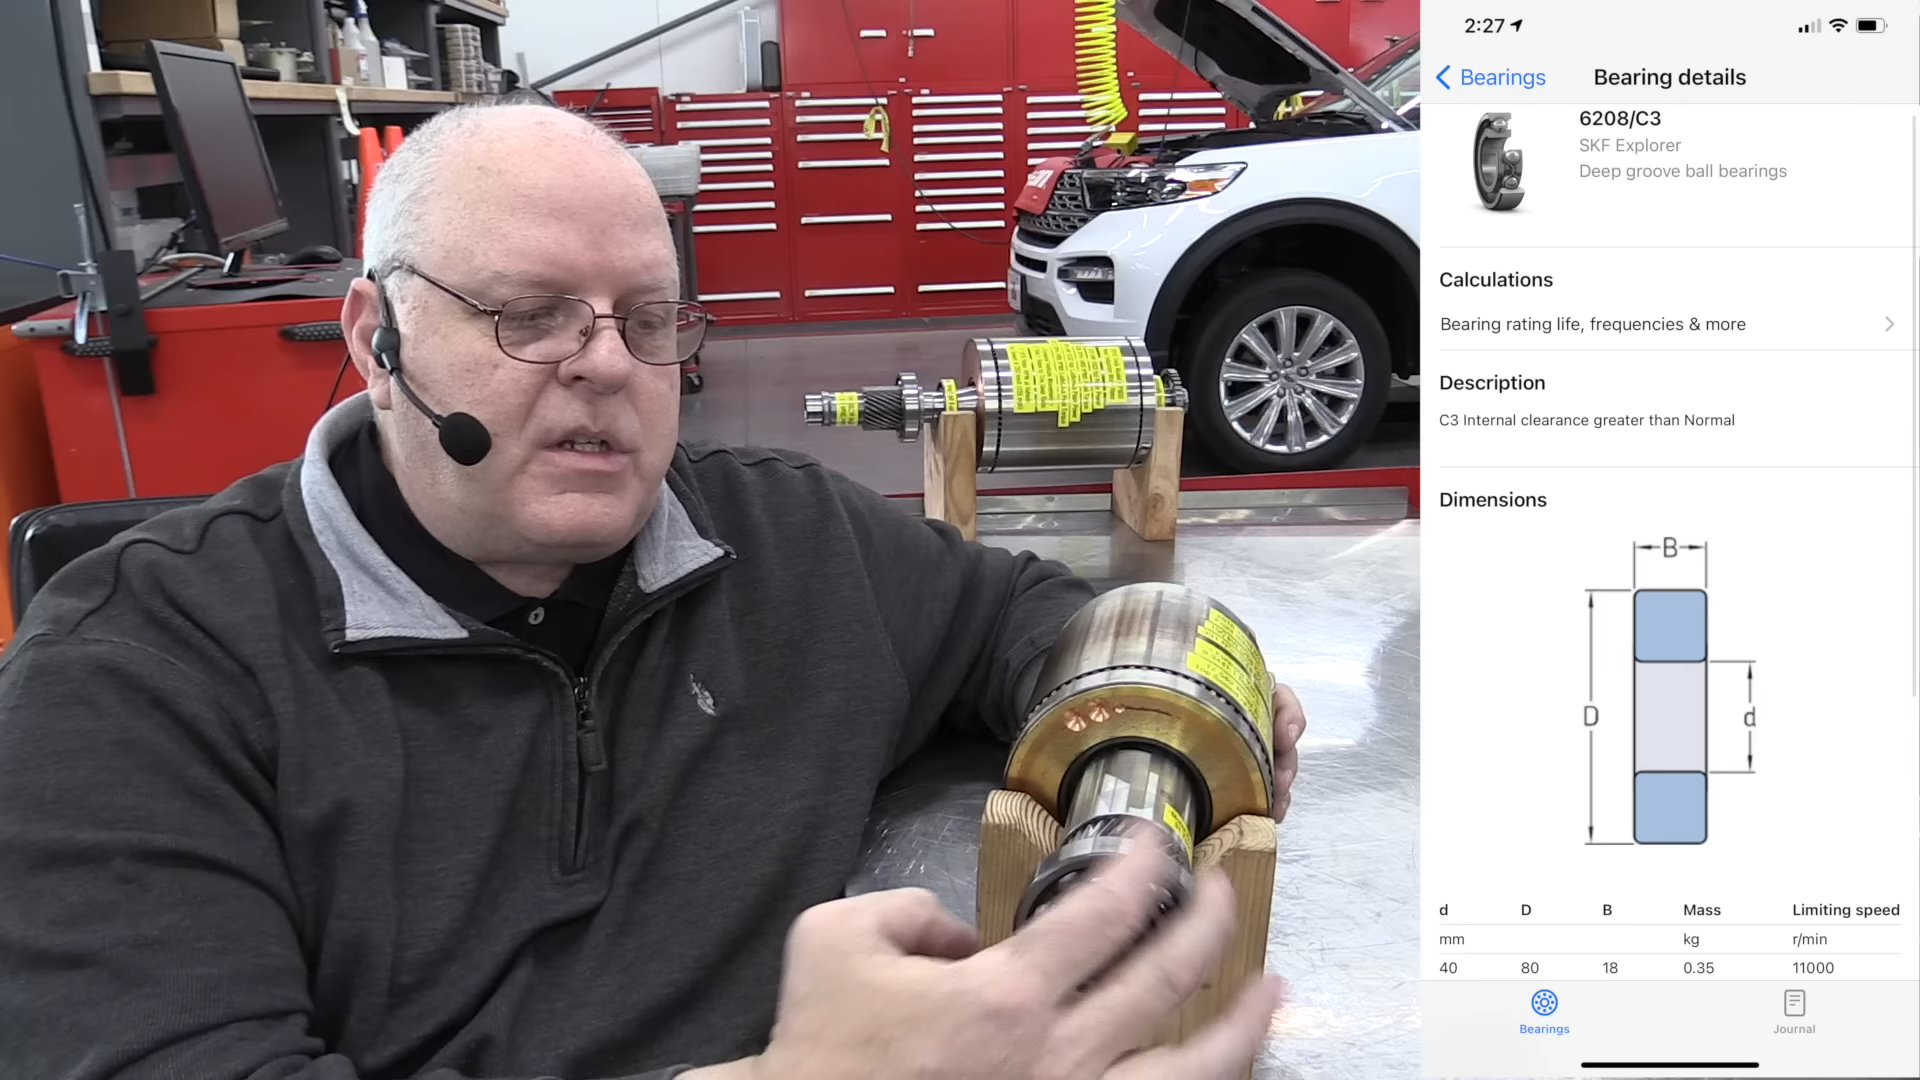 2:27
Bearings
Bearing details
6208/C3
SKF Explorer
Deep groove ball bearings
Calculations
Bearing rating life, frequencies & more
Description
C3 Internal clearance greater than Normal
Dimensions
B
D
d
d D B Mass Limiting speed
mm kg r/min
40 80 18 0.35 11000
Bearings
Journal